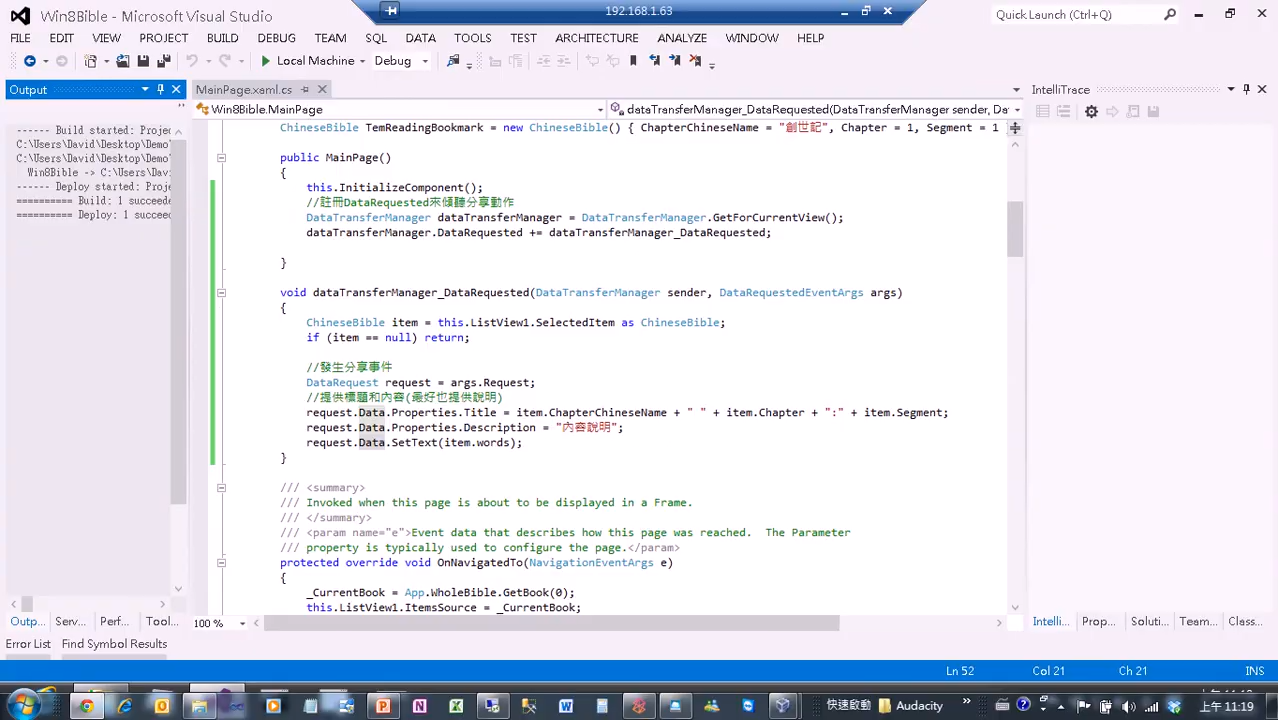 Win8Bible - Microsoft Visual Studio
192.168.1.63
Quick Launch (Ctrl+Q)
FILE EDIT VIEW PROJECT BUILD DEBUG TEAM SQL DATA TOOLS TEST ARCHITECTURE ANALYZE WINDOW HELP
Local Machine Debug
Output
MainPage.xaml.cs
IntelliTrace
Win8Bible.MainPage
dataTransferManager_DataRequested(DataTransferManager sender, Dat
------ Build started: Projec
C:\Users\David\Desktop\Demo\
C:\Users\David\Desktop\Demo\
Win8Bible -> C:\Users\Davi
------ Deploy started: Proje
========== Build: 1 succeede
========== Deploy: 1 succeed
ChineseBible TemReadingBookmark = new ChineseBible() { ChapterChineseName = "創世記", Chapter = 1, Segment = 1
public MainPage()
{
this.InitializeComponent();
//註冊DataRequested來傾聽分享動作
DataTransferManager dataTransferManager = DataTransferManager.GetForCurrentView();
dataTransferManager.DataRequested += dataTransferManager_DataRequested;
}
void dataTransferManager_DataRequested(DataTransferManager sender, DataRequestedEventArgs args)
{
ChineseBible item = this.ListView1.SelectedItem as ChineseBible;
if (item == null) return;
//發生分享事件
DataRequest request = args.Request;
//提供標題和內容(最好也提供說明)
request.Data.Properties.Title = item.ChapterChineseName + " " + item.Chapter + ":" + item.Segment;
request.Data.Properties.Description = "內容說明";
request.Data.SetText(item.words);
}
/// <summary>
/// Invoked when this page is about to be displayed in a Frame.
/// </summary>
/// <param name="e">Event data that describes how this page was reached.  The Parameter
/// property is typically used to configure the page.</param>
protected override void OnNavigatedTo(NavigationEventArgs e)
{
_CurrentBook = App.WholeBible.GetBook(0);
this.ListView1.ItemsSource = _CurrentBook;
100 %
Outp... Serv... Perf... Tool...
Intelli... Prop... Soluti... Team... Class...
Error List Find Symbol Results
Ln 52 Col 21 Ch 21 INS
快速啟動 Audacity 上午 11:19